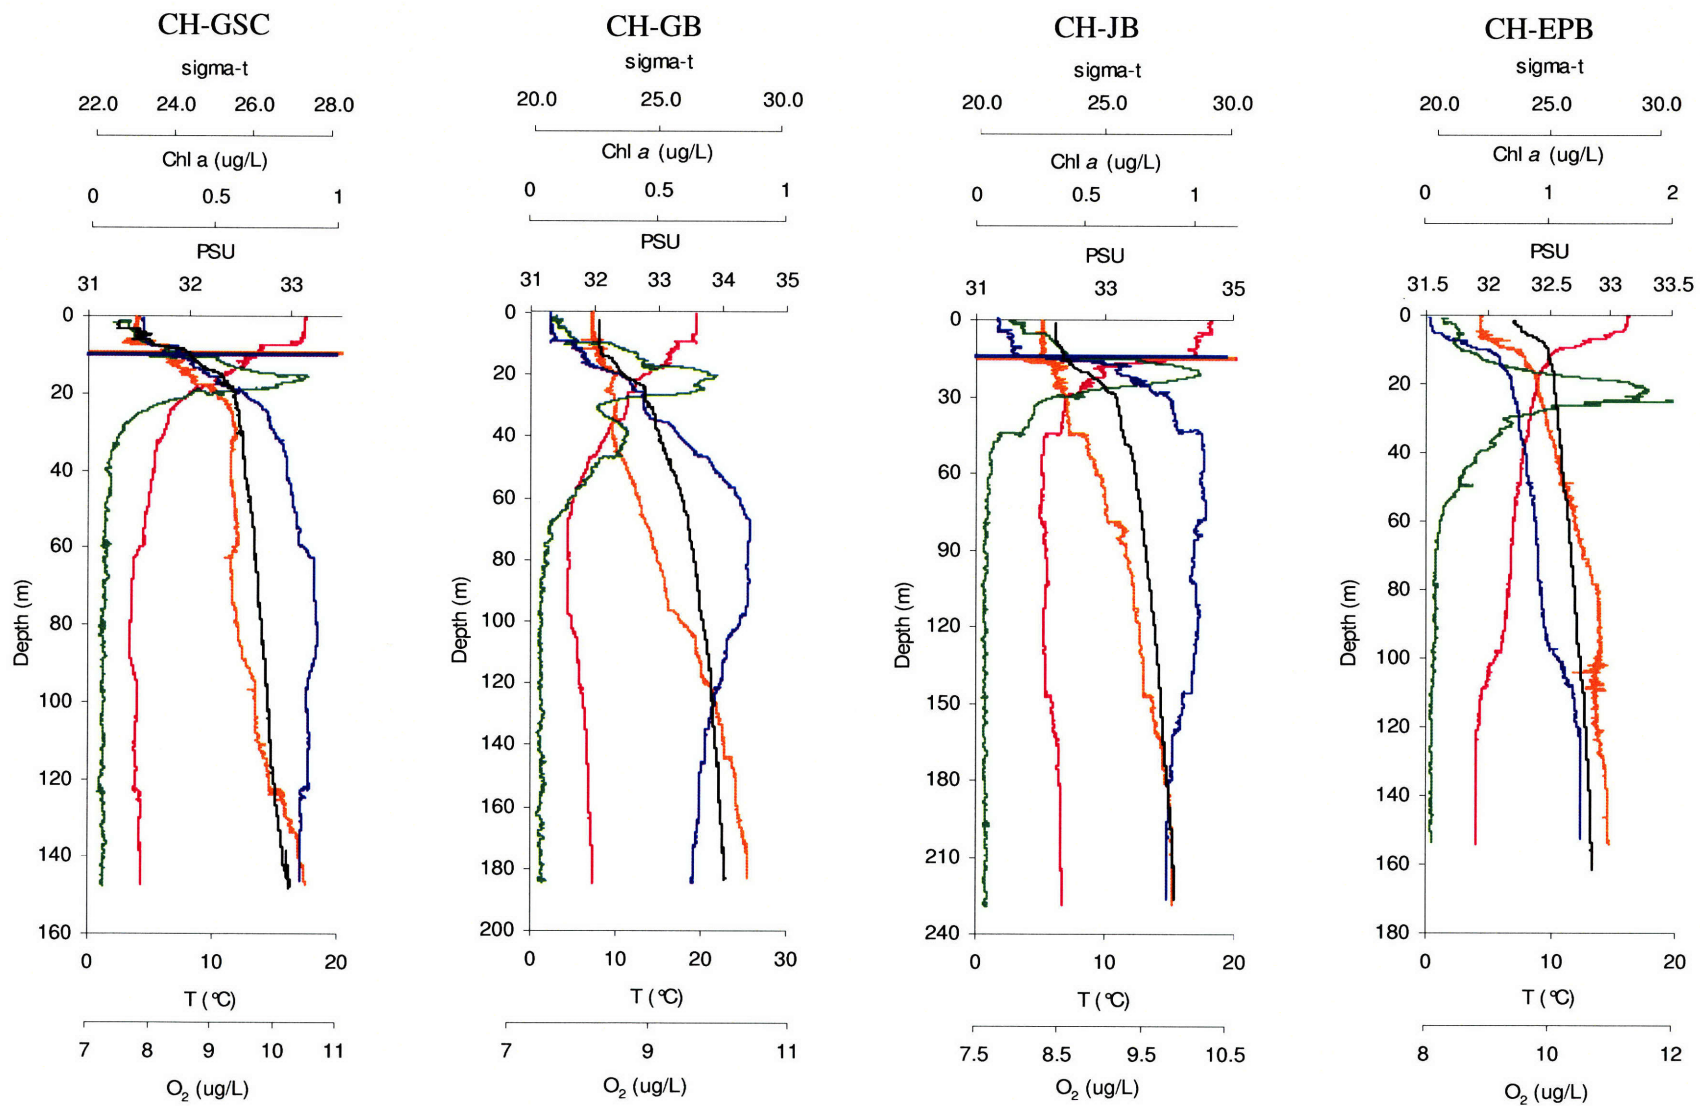 CH-GSC
sigma-t
22.0 24.0 26.0 28.0
Chl a (ug/L)
0 0.5 1
PSU
31 32 33
0
20
40
60
80
100
120
140
160
Depth (m)
0 10 20
T (°C)
7 8 9 10 11
O2 (ug/L)
CH-GB
sigma-t
20.0 25.0 30.0
Chl a (ug/L)
0 0.5 1
PSU
31 32 33 34 35
0
20
40
60
80
100
120
140
160
180
200
Depth (m)
0 10 20 30
T (°C)
7 9 11
O2 (ug/L)
CH-JB
sigma-t
20.0 25.0 30.0
Chl a (ug/L)
0 0.5 1
PSU
31 33 35
0
30
60
90
120
150
180
210
240
Depth (m)
0 10 20
T (°C)
7.5 8.5 9.5 10.5
O2 (ug/L)
CH-EPB
sigma-t
20.0 25.0 30.0
Chl a (ug/L)
0 1 2
PSU
31.5 32 32.5 33 33.5
0
20
40
60
80
100
120
140
160
180
Depth (m)
0 10 20
T (°C)
8 10 12
O2 (ug/L)